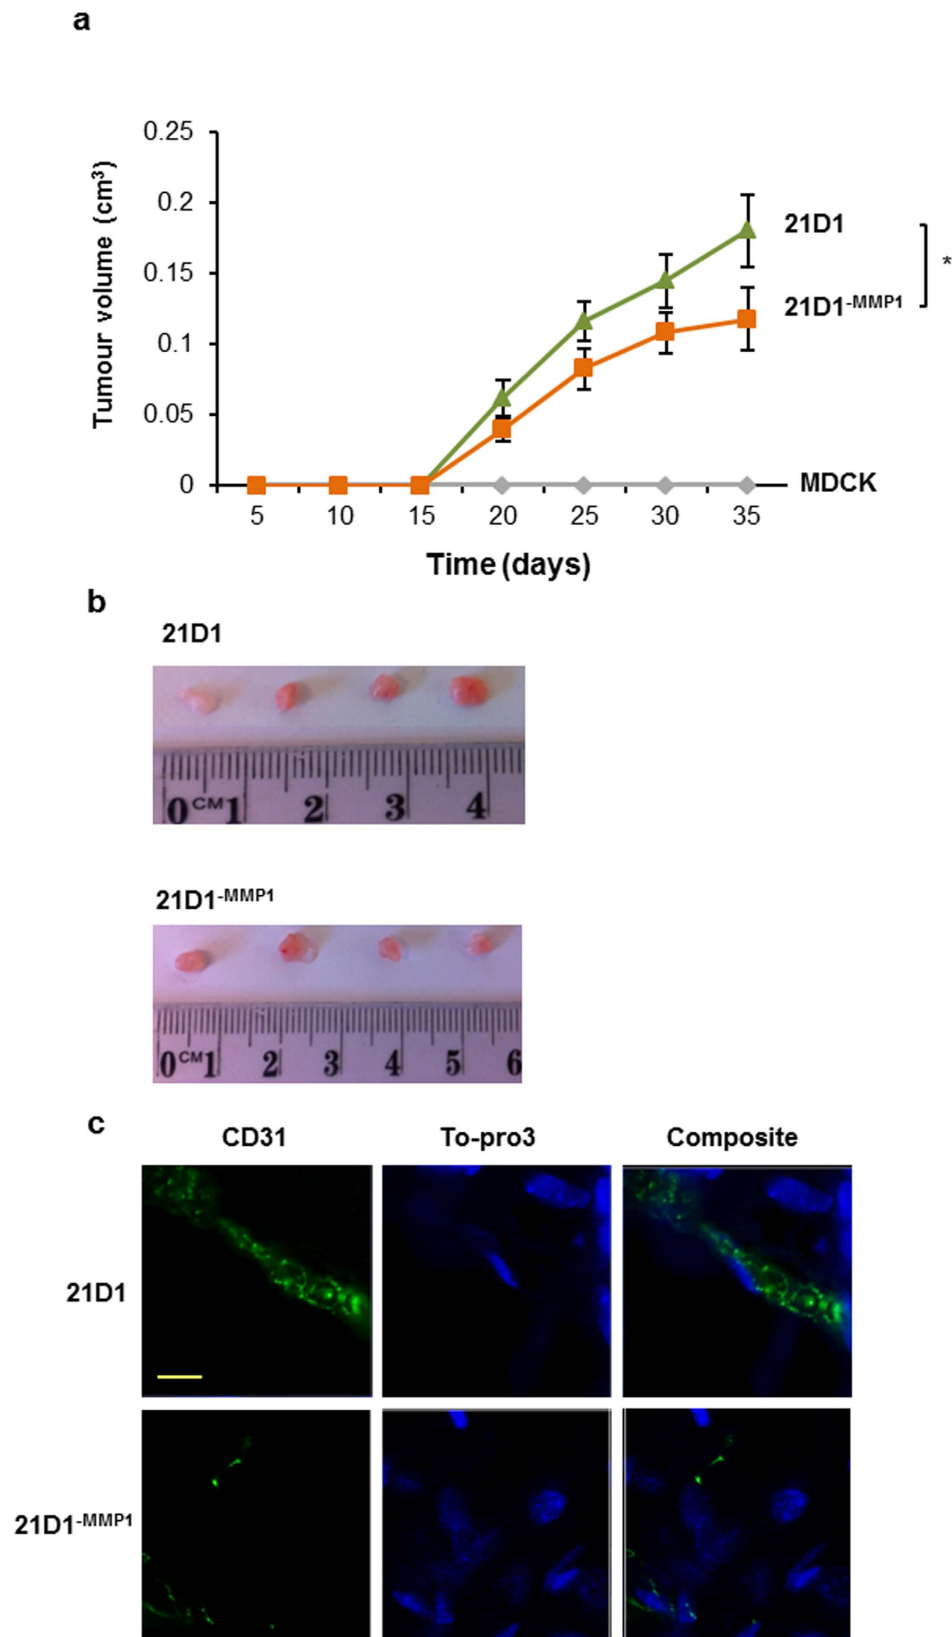 a
0.25
0.2
0.15
0.1
0.05
0
Tumour volume (cm³)
5 10 15 20 25 30 35
Time (days)
21D1
21D1-MMP1
*
MDCK
b
21D1
0 CM 1 2 3 4
21D1-MMP1
0 CM 1 2 3 4 5 6
c
CD31 To-pro3 Composite
21D1
21D1-MMP1